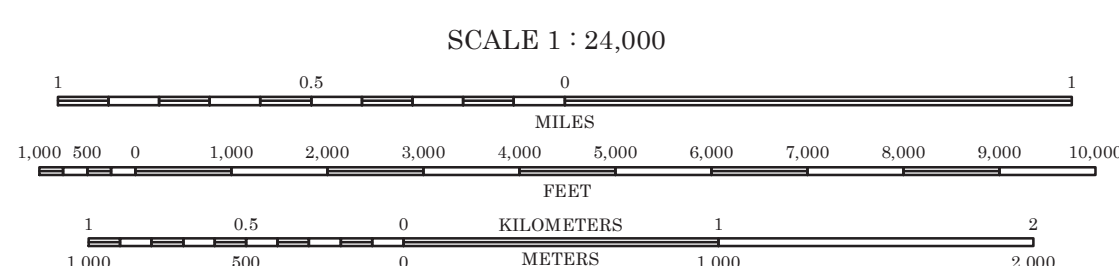 SCALE 1 : 24,000
1 0.5 0 1
MILES
1,000 500 0 1,000 2,000 3,000 4,000 5,000 6,000 7,000 8,000 9,000 10,000
FEET
1 0.5 0 KILOMETERS 1 2
1,000 500 0 METERS 1,000 2,000